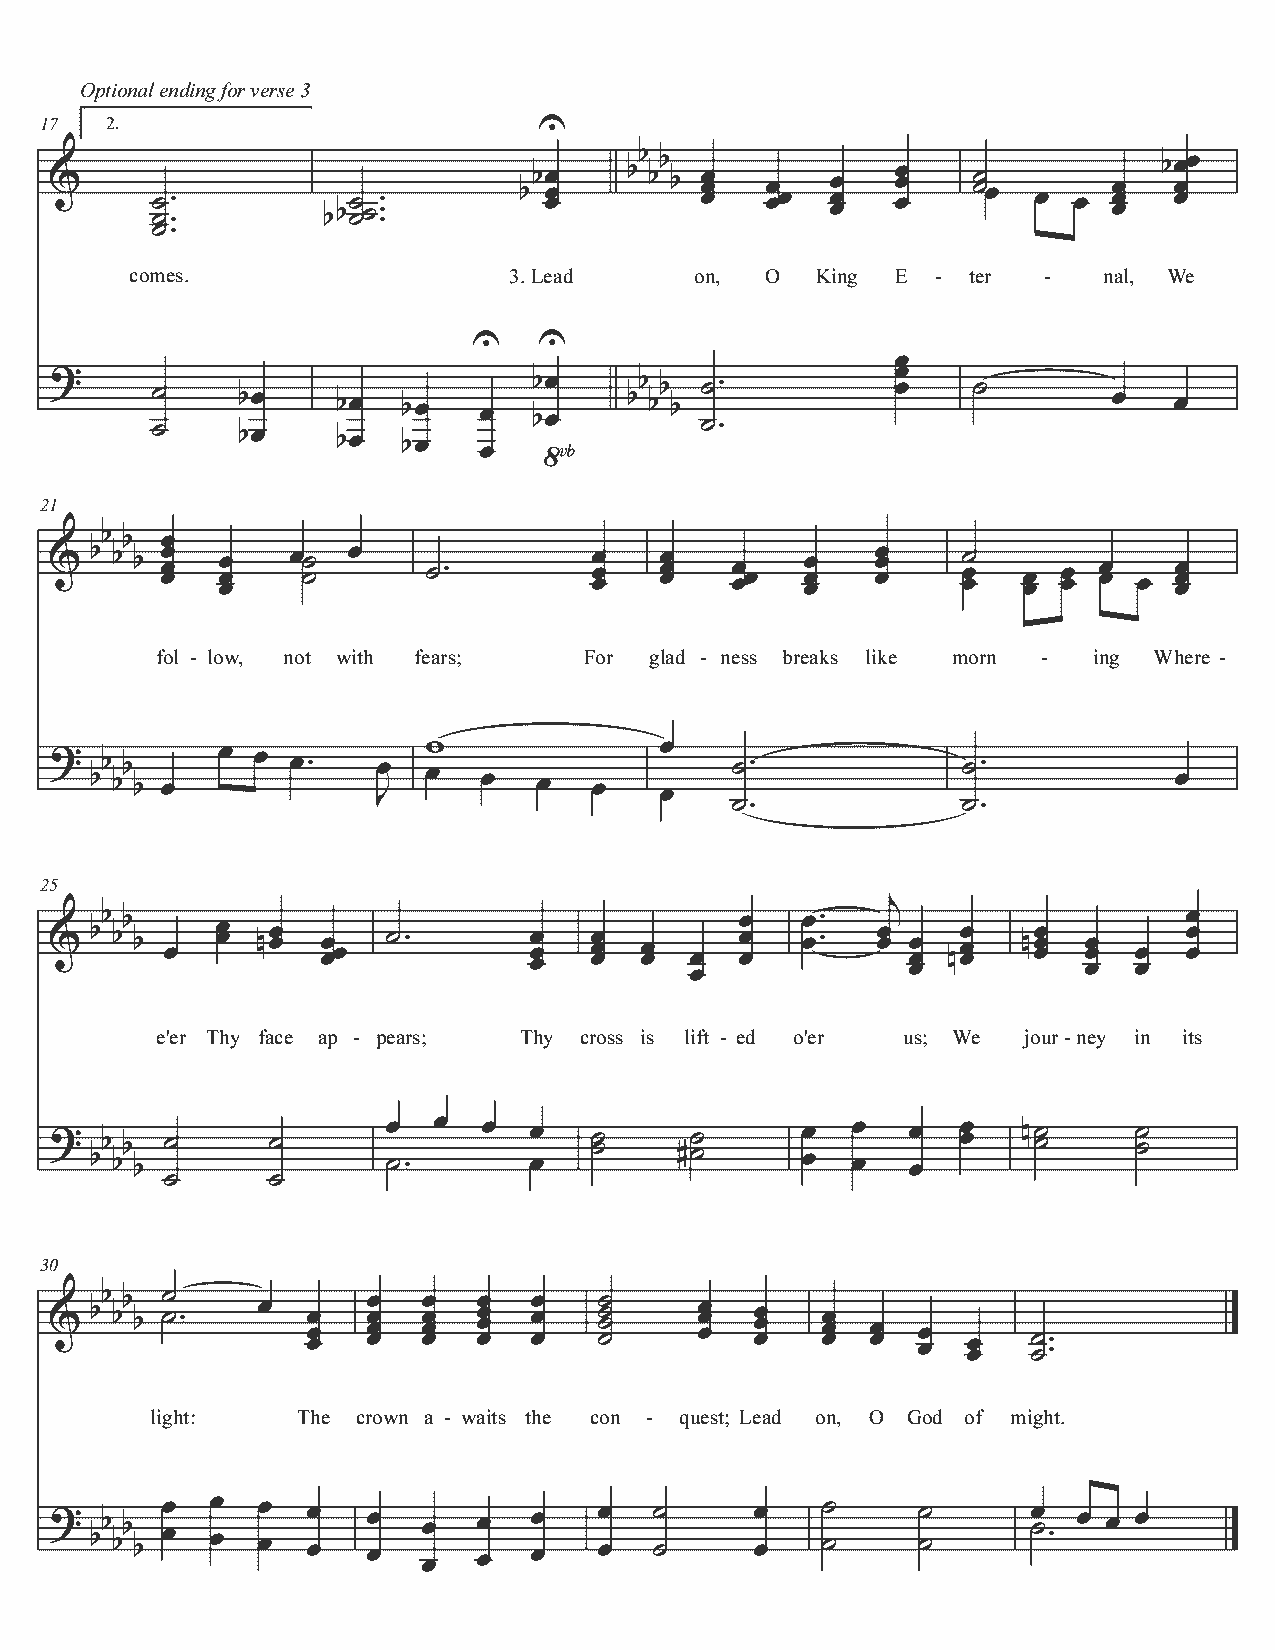 Optional ending for verse 3
17 2.
comes. 3. Lead on, O King E - ter - nal, We
8vb
21
fol - low, not with fears; For glad - ness breaks like morn - ing Where -
25
e'er Thy face ap - pears; Thy cross is lift - ed o'er us; We jour - ney in its
30
light: The crown a - waits the con - quest; Lead on, O God of might.